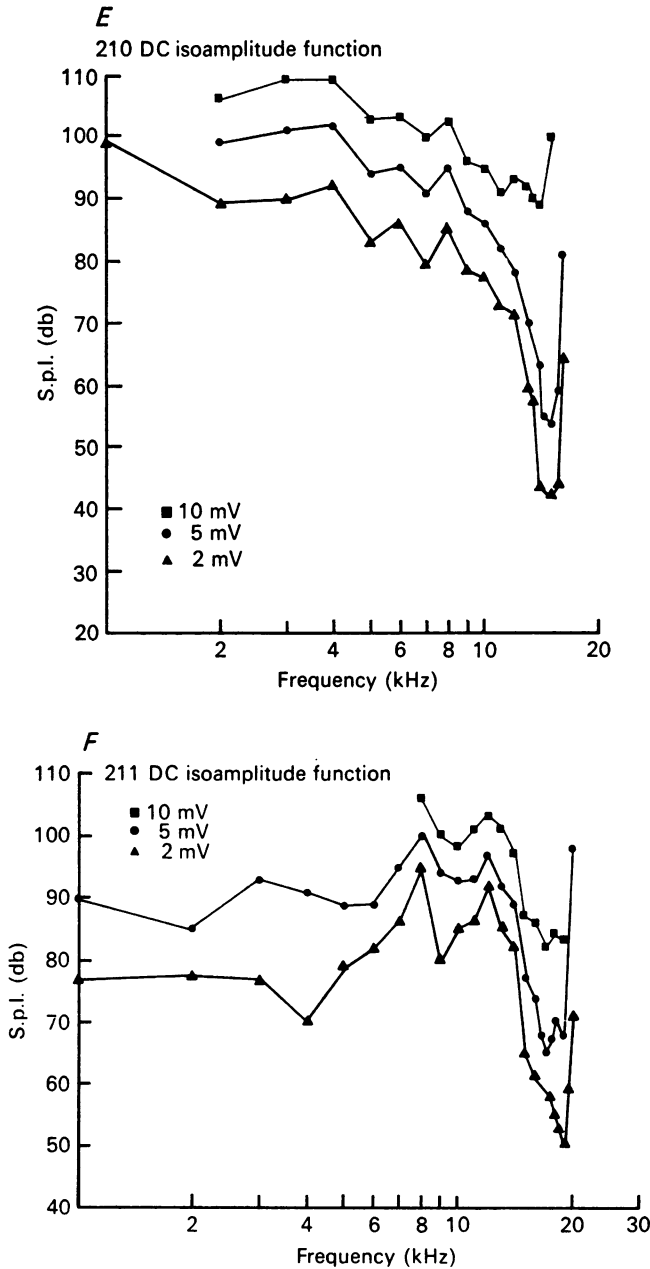 E
210 DC isoamplitude function
110
100
90
80
70
60
50
40
30
20
S.p.l. (db)
10 mV
5 mV
2 mV
2 4 6 8 10 20
Frequency (kHz)
F
211 DC isoamplitude function
110
100
90
80
70
60
50
40
S.p.l. (db)
10 mV
5 mV
2 mV
2 4 6 8 10 20 30
Frequency (kHz)